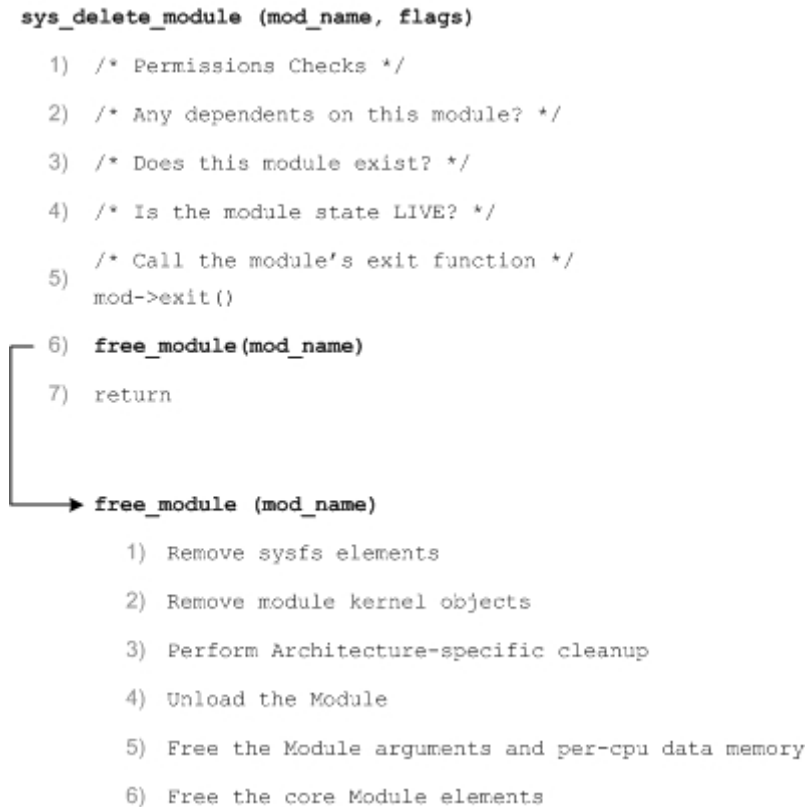 sys_delete_module (mod_name, flags)
1) /* Permissions Checks */
2) /* Any dependents on this module? */
3) /* Does this module exist? */
4) /* Is the module state LIVE? */
5) /* Call the module's exit function */
mod->exit()
6) free_module(mod_name)
7) return
free_module (mod_name)
1) Remove sysfs elements
2) Remove module kernel objects
3) Perform Architecture-specific cleanup
4) Unload the Module
5) Free the Module arguments and per-cpu data memory
6) Free the core Module elements